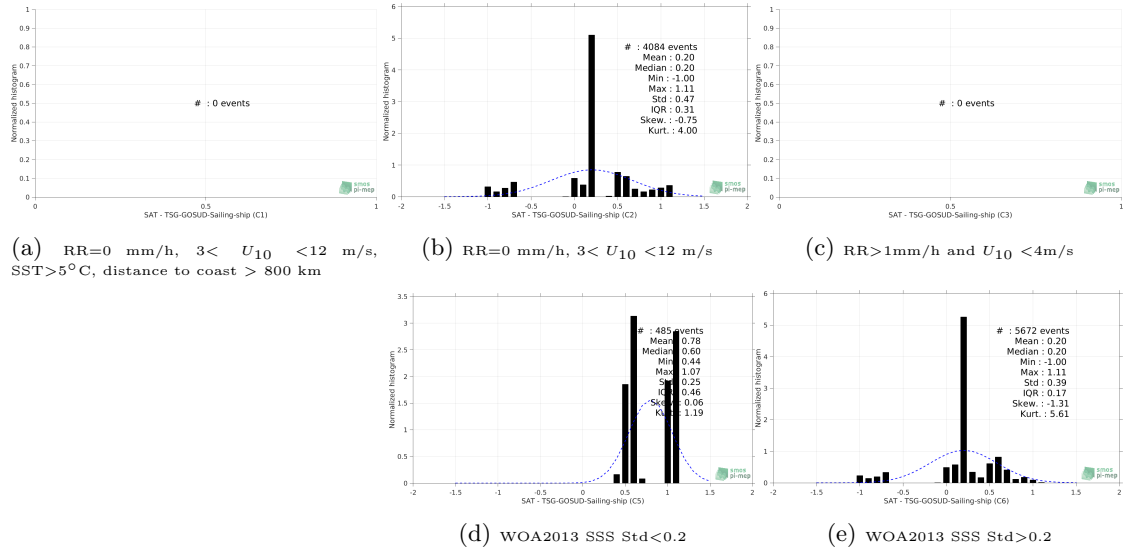 1
0.9
0.8
0.7
0.6
0.5
0.4
0.3
0.2
0.1
0
Normalized histogram
# : 0 events
smos
pi-mep
0 0.5 1
SAT - TSG-GOSUD-Sailing-ship (C1)
(a) RR=0 mm/h, 3< U10 <12 m/s,
SST>5°C, distance to coast > 800 km
6
5
4
3
2
1
0
Normalized histogram
# : 4084 events
Mean : 0.20
Median : 0.20
Min : -1.00
Max : 1.11
Std : 0.47
IQR : 0.31
Skew. : -0.75
Kurt. : 4.00
smos
pi-mep
-2 -1.5 -1 -0.5 0 0.5 1 1.5 2
SAT - TSG-GOSUD-Sailing-ship (C2)
(b) RR=0 mm/h, 3< U10 <12 m/s
1
0.9
0.8
0.7
0.6
0.5
0.4
0.3
0.2
0.1
0
Normalized histogram
# : 0 events
smos
pi-mep
0 0.5 1
SAT - TSG-GOSUD-Sailing-ship (C3)
(c) RR>1mm/h and U10 <4m/s
3.5
3
2.5
2
1.5
1
0.5
0
Normalized histogram
# : 485 events
Mean : 0.78
Median : 0.60
Min : 0.44
Max : 1.07
Std : 0.25
IQR : 0.46
Skew. : 0.06
Kurt. : 1.19
smos
pi-mep
-2 -1.5 -1 -0.5 0 0.5 1 1.5 2
SAT - TSG-GOSUD-Sailing-ship (C5)
(d) WOA2013 SSS Std<0.2
6
5
4
3
2
1
0
Normalized histogram
# : 5672 events
Mean : 0.20
Median : 0.20
Min : -1.00
Max : 1.11
Std : 0.39
IQR : 0.17
Skew. : -1.31
Kurt. : 5.61
smos
pi-mep
-2 -1.5 -1 -0.5 0 0.5 1 1.5 2
SAT - TSG-GOSUD-Sailing-ship (C6)
(e) WOA2013 SSS Std>0.2